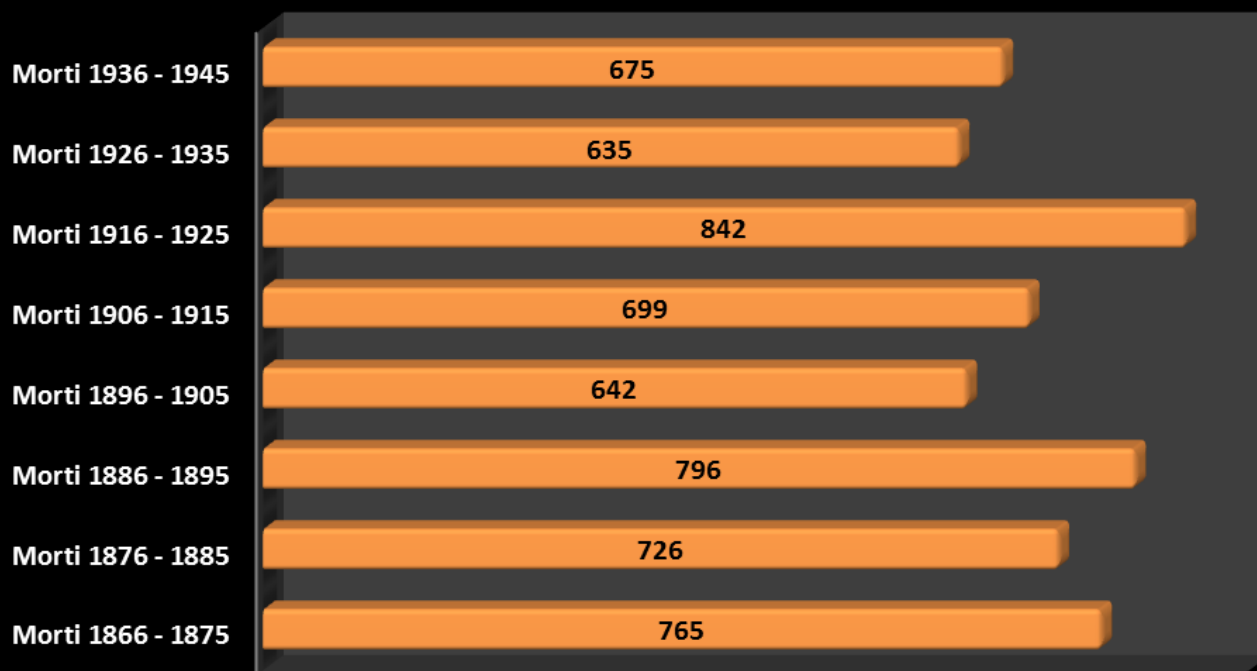 Morti 1936 - 1945 675
Morti 1926 - 1935 635
Morti 1916 - 1925 842
Morti 1906 - 1915 699
Morti 1896 - 1905 642
Morti 1886 - 1895 796
Morti 1876 - 1885 726
Morti 1866 - 1875 765